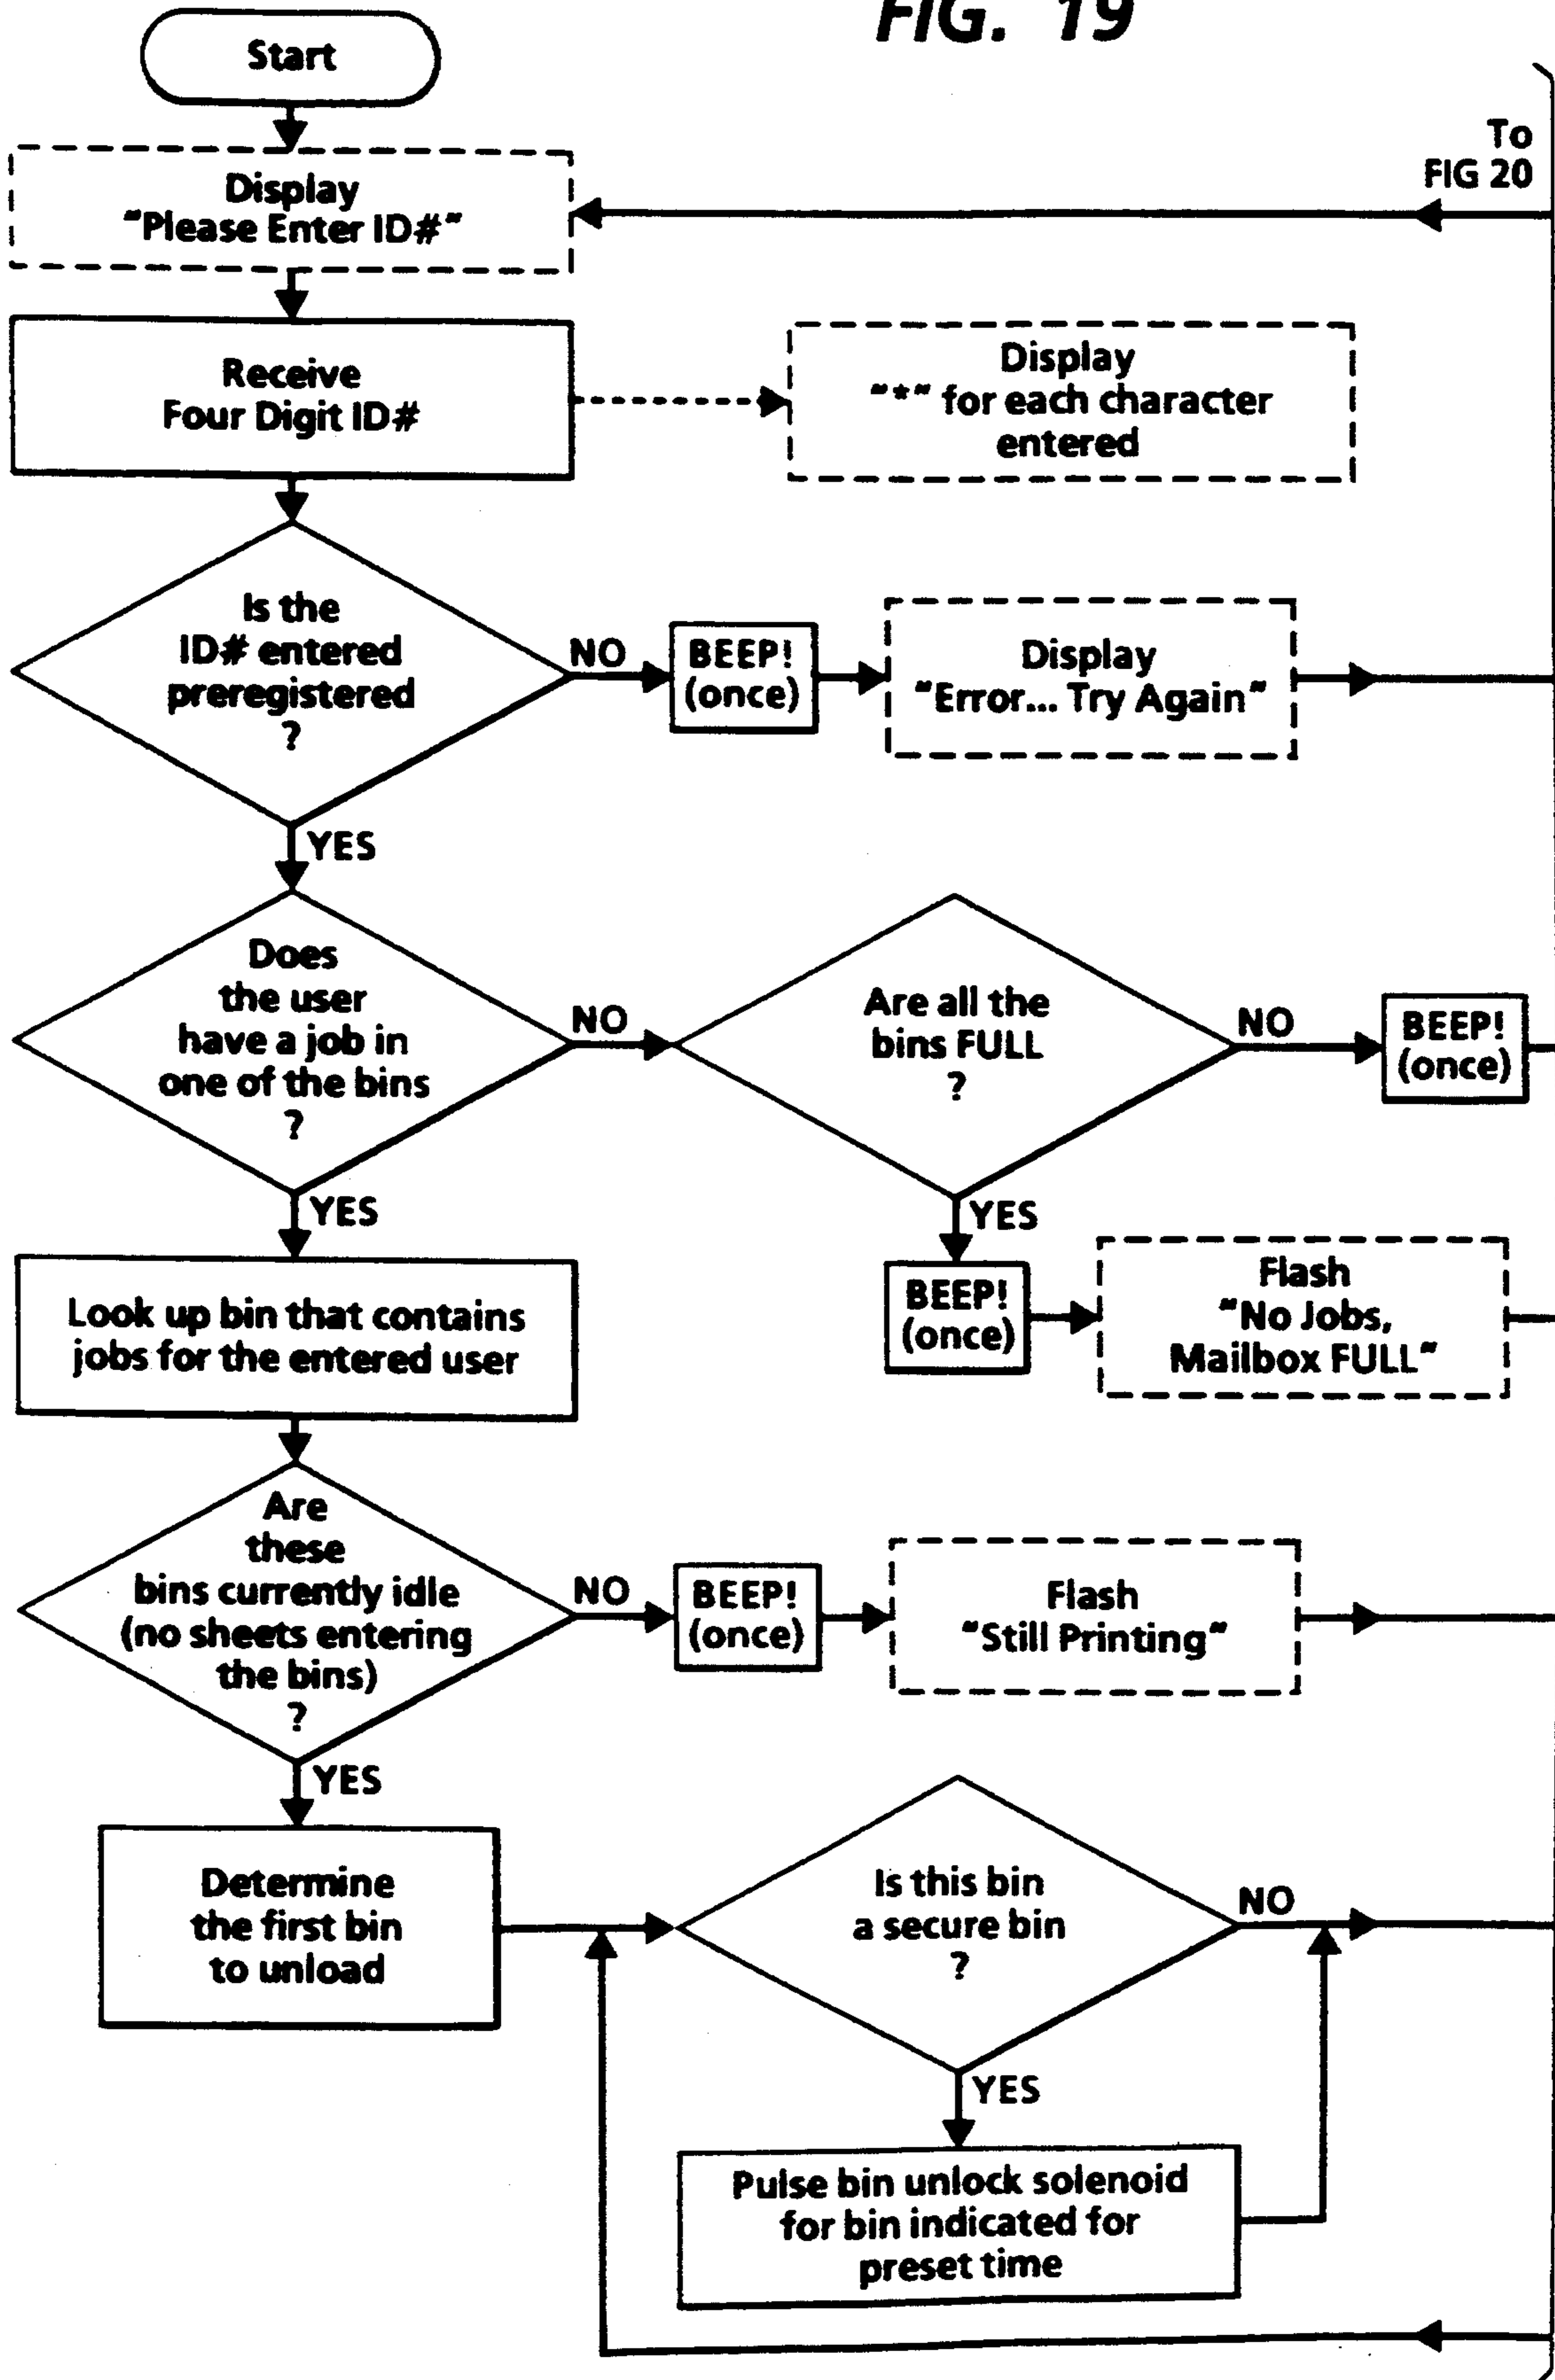 FIG. 19
Start
To
FIG 20
Display
"Please Enter ID#"
Receive
Four Digit ID#
Display
"*" for each character
entered
Is the
ID# entered
preregistered
?
NO
BEEP!
(once)
Display
"Error... Try Again"
YES
Does
the user
have a job in
one of the bins
?
NO
Are all the
bins FULL
?
NO
BEEP!
(once)
YES
YES
BEEP!
(once)
Flash
"No Jobs,
Mailbox FULL"
Look up bin that contains
jobs for the entered user
Are
these
bins currently idle
(no sheets entering
the bins)
?
NO
BEEP!
(once)
Flash
"Still Printing"
YES
Determine
the first bin
to unload
Is this bin
a secure bin
?
NO
YES
Pulse bin unlock solenoid
for bin indicated for
preset time